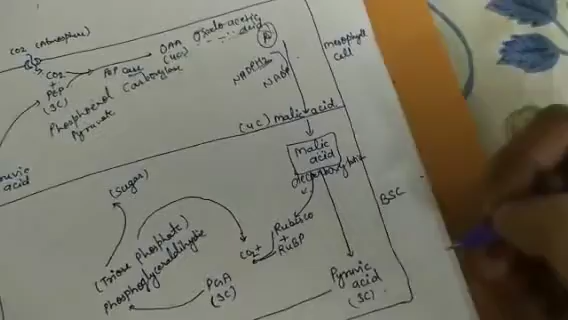 CO2 (Atmosphere)
CO2
+
PEP
(3C)
Phosphoenol
Pyruvate
PEP case
Carboxylase
OAA
(4C)
Oxalo acetic
acid
NADPH2
NADP
(4C) Malic acid
mesophyll
cell
acid
Malic
acid
decarboxylation
BSC
(Sugar)
(Triose Phosphate)
Phosphoglyceraldehyde
CO2 +
Rubisco
+
RuBP
PGA
(3C)
Pyruvic
acid
(3C)